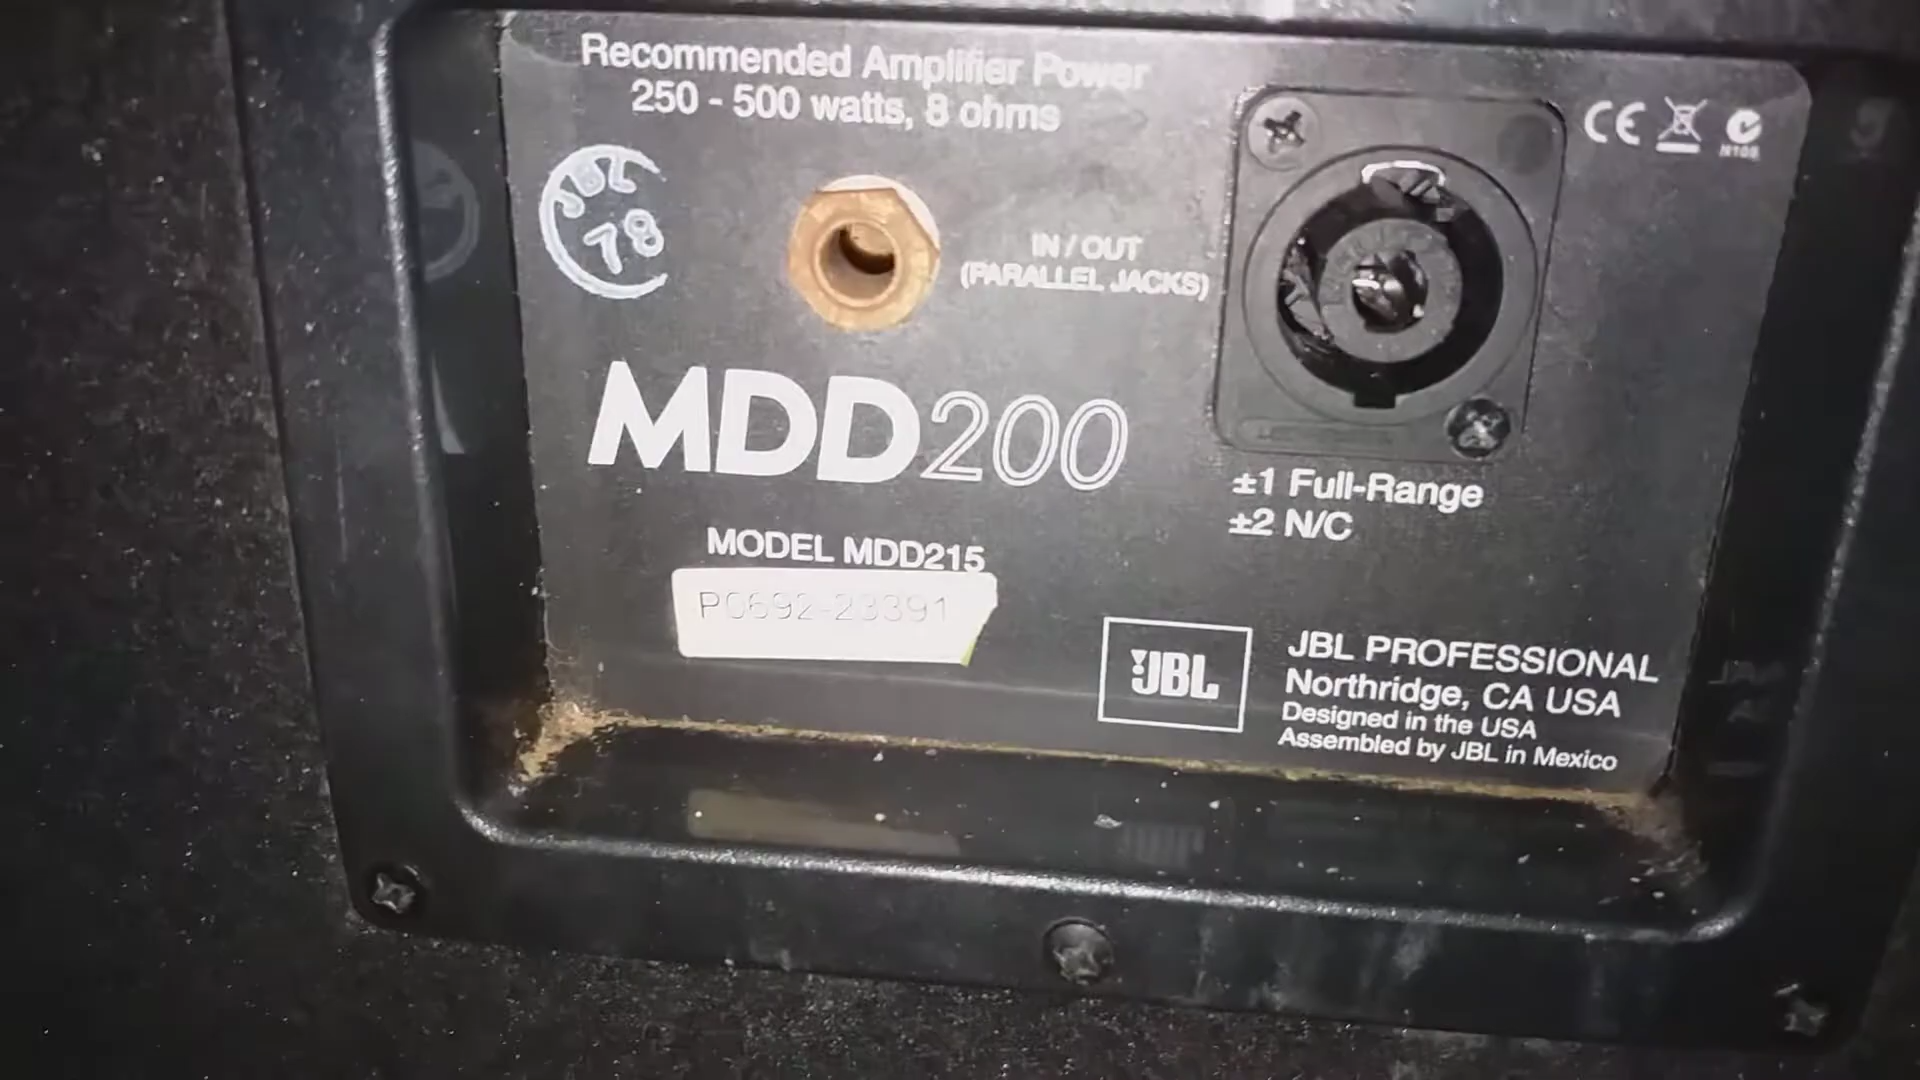 Recommended Amplifier Power
250 - 500 watts, 8 ohms
JBL
78
IN / OUT
(PARALLEL JACKS)
CE
N108
MDD200
±1 Full-Range
±2 N/C
MODEL MDD215
P0692-23391
JBL
JBL PROFESSIONAL
Northridge, CA USA
Designed in the USA
Assembled by JBL in Mexico